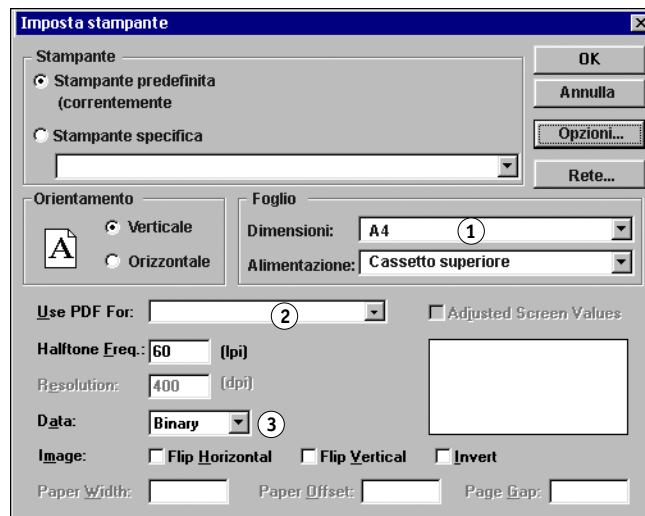 Imposta stampante
Stampante
Stampante predefinita
(correntemente
Stampante specifica
OK
Annulla
Opzioni...
Rete...
Orientamento
A
Verticale
Orizzontale
Foglio
Dimensioni: A4 1
Alimentazione: Cassetto superiore
Use PDF For: 2
Adjusted Screen Values
Halftone Freq.: 60 (lpi)
Resolution: 400 (dpi)
Data: Binary 3
Image: Flip Horizontal Flip Vertical Invert
Paper Width: Paper Offset: Page Gap: